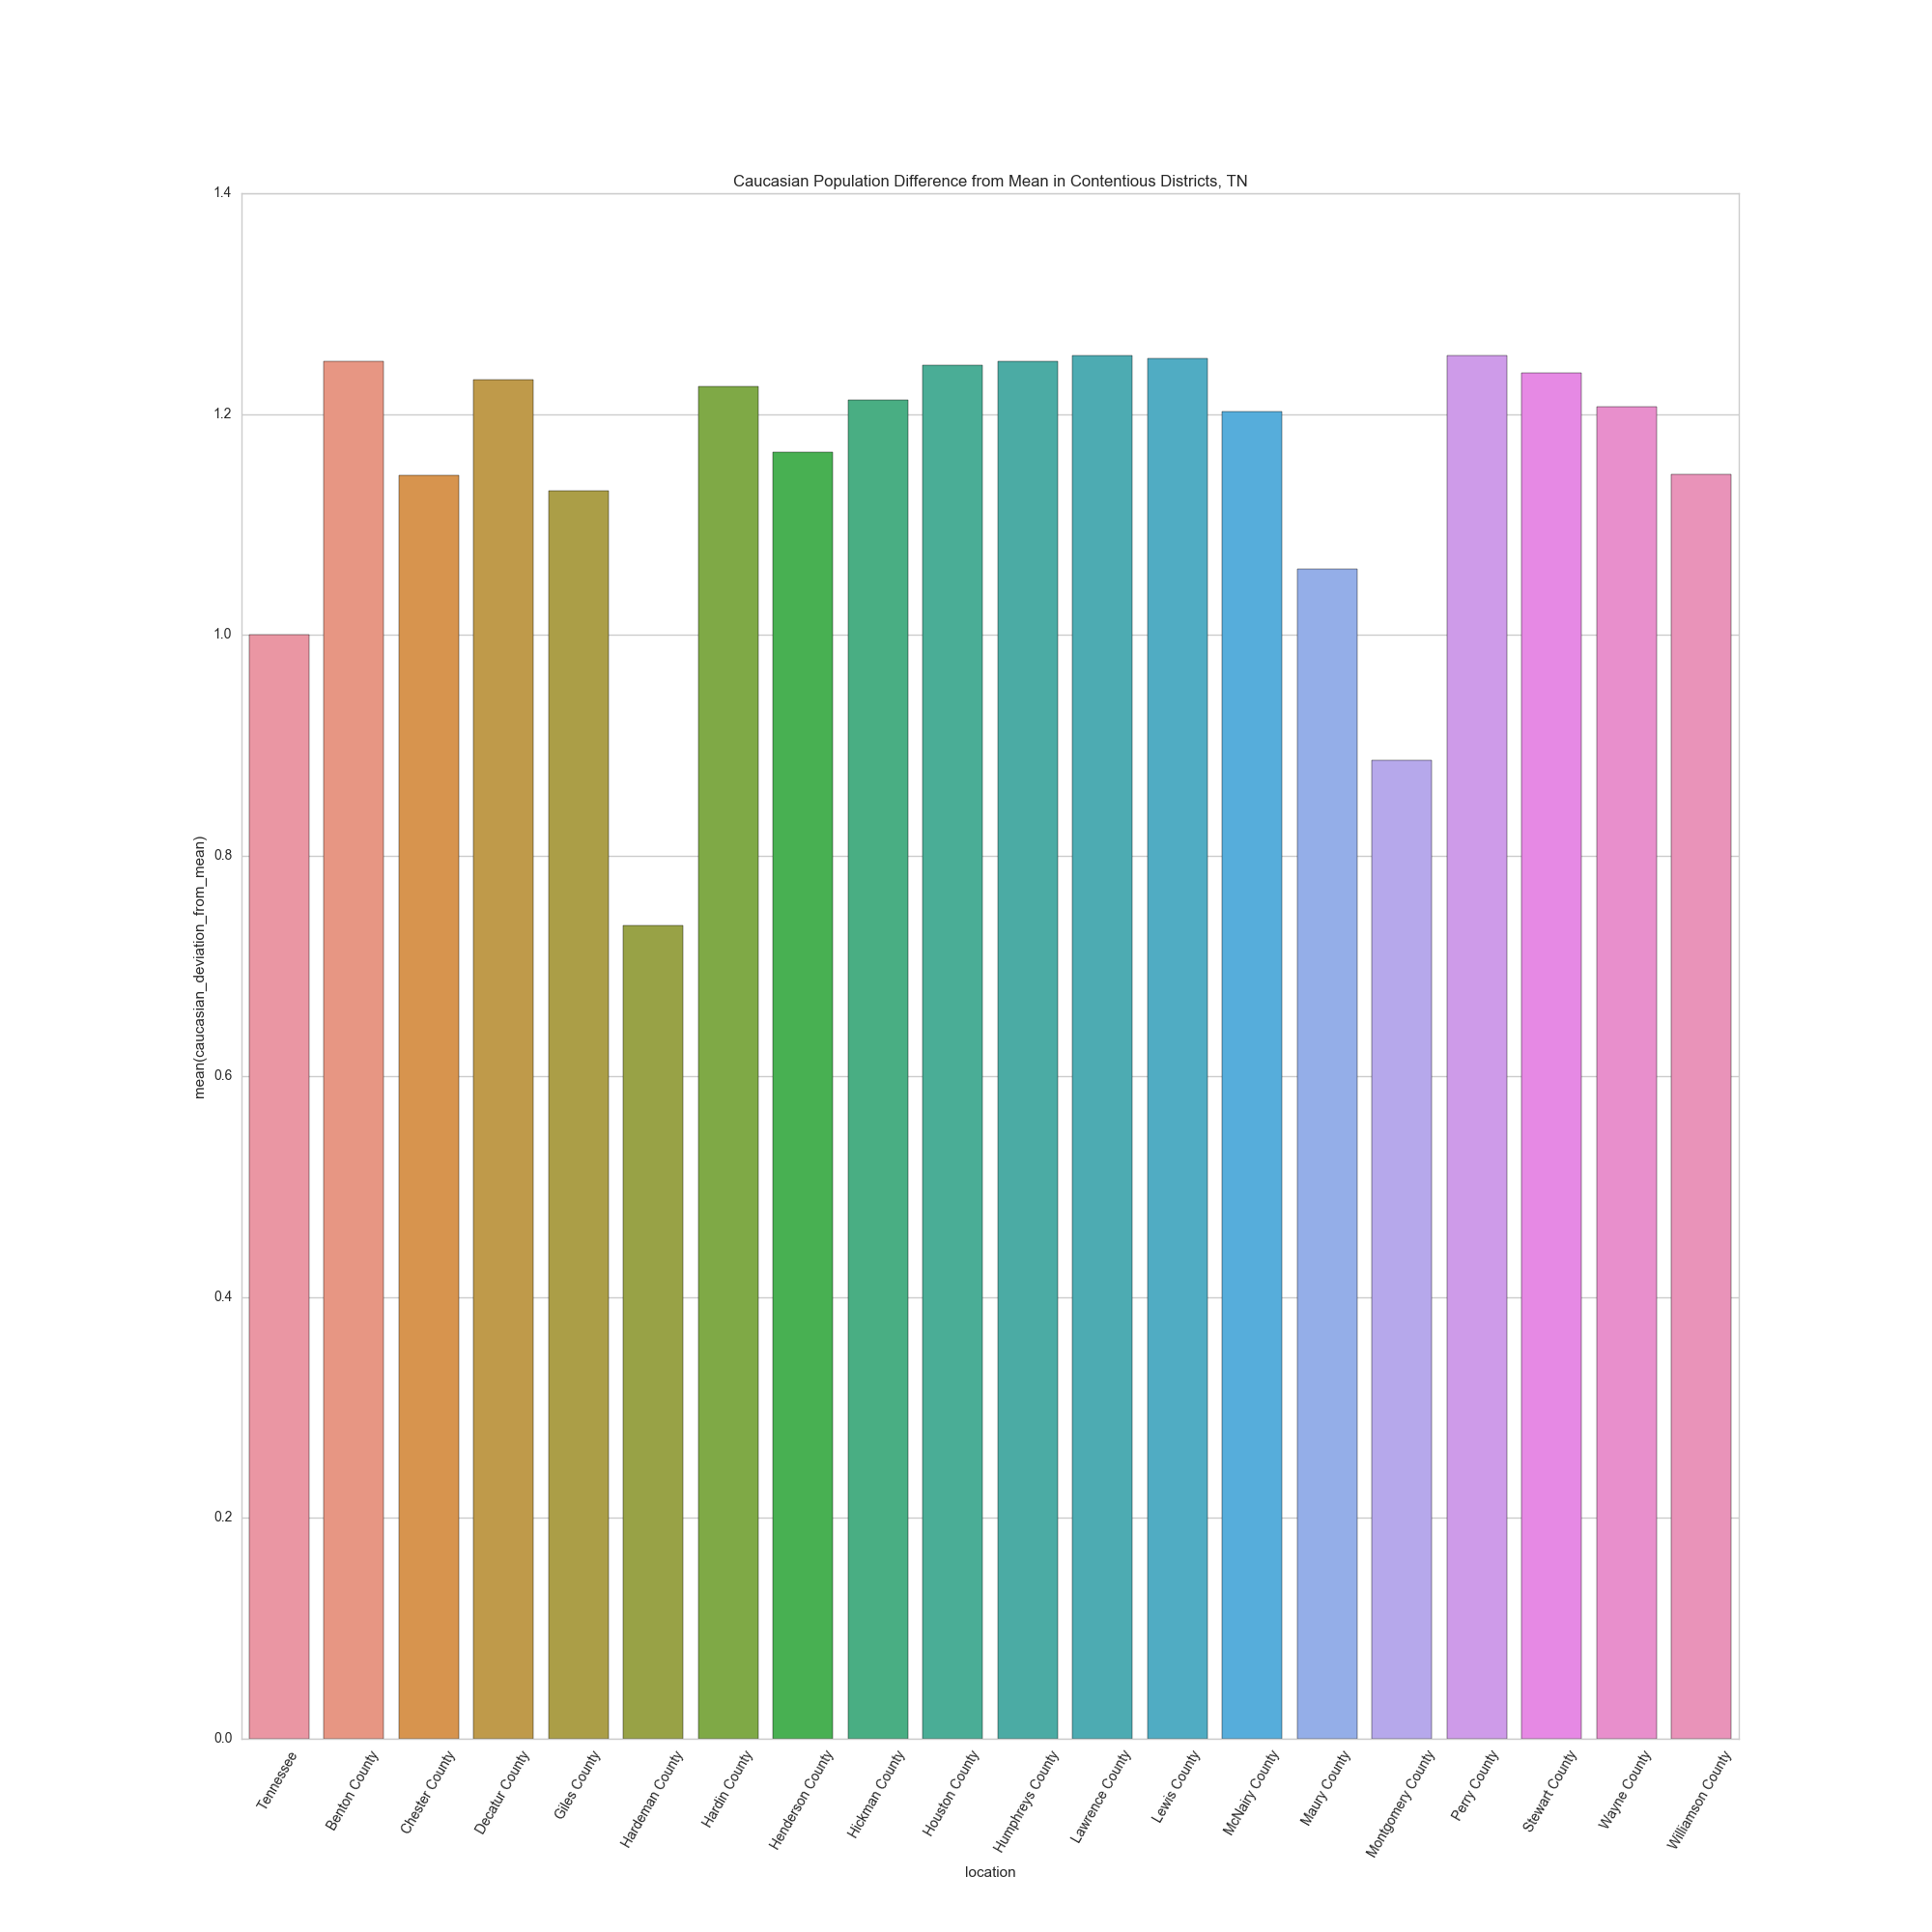 Caucasian Population Difference from Mean in Contentious Districts, TN
1.4
1.2
1.0
0.8
0.6
0.4
0.2
0.0
mean(caucasian_deviation_from_mean)
Tennessee
Benton County
Chester County
Decatur County
Giles County
Hardeman County
Hardin County
Henderson County
Hickman County
Houston County
Humphreys County
Lawrence County
Lewis County
McNairy County
Maury County
Montgomery County
Perry County
Stewart County
Wayne County
Williamson County
location